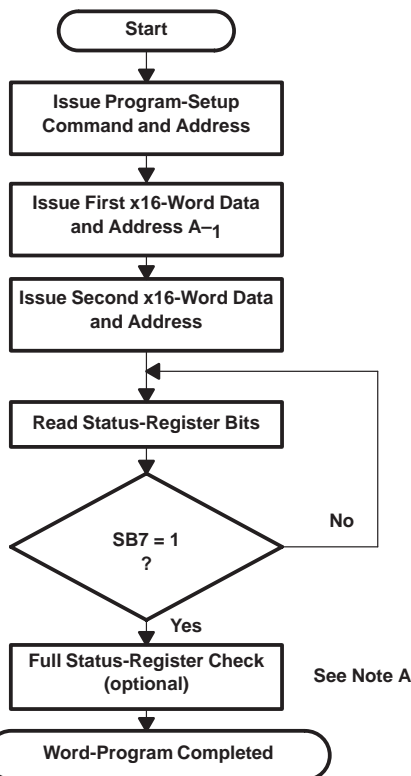 Start
Issue Program-Setup
Command and Address
Issue First x16-Word Data
and Address A–1
Issue Second x16-Word Data
and Address
Read Status-Register Bits
SB7 = 1
?
No
Yes
Full Status-Register Check
(optional)
See Note A
Word-Program Completed